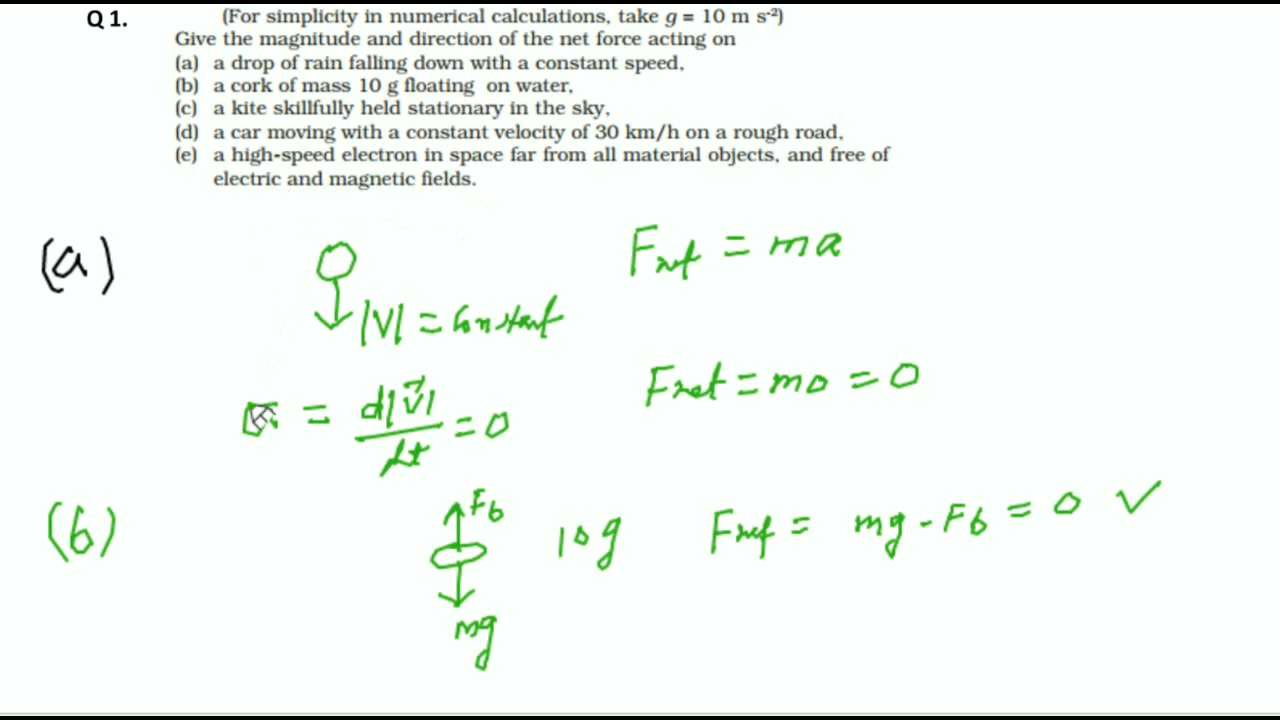 Q 1.
(For simplicity in numerical calculations, take g = 10 m s⁻²)
Give the magnitude and direction of the net force acting on
(a) a drop of rain falling down with a constant speed,
(b) a cork of mass 10 g floating on water,
(c) a kite skillfully held stationary in the sky,
(d) a car moving with a constant velocity of 30 km/h on a rough road,
(e) a high-speed electron in space far from all material objects, and free of
electric and magnetic fields.
(a)
Fnet = ma
|V| = Constant
Fnet = m0 = 0
= d|v⃗|/dt = 0
(b)
Fb
10g
Fnet = mg - Fb = 0 ✓
mg